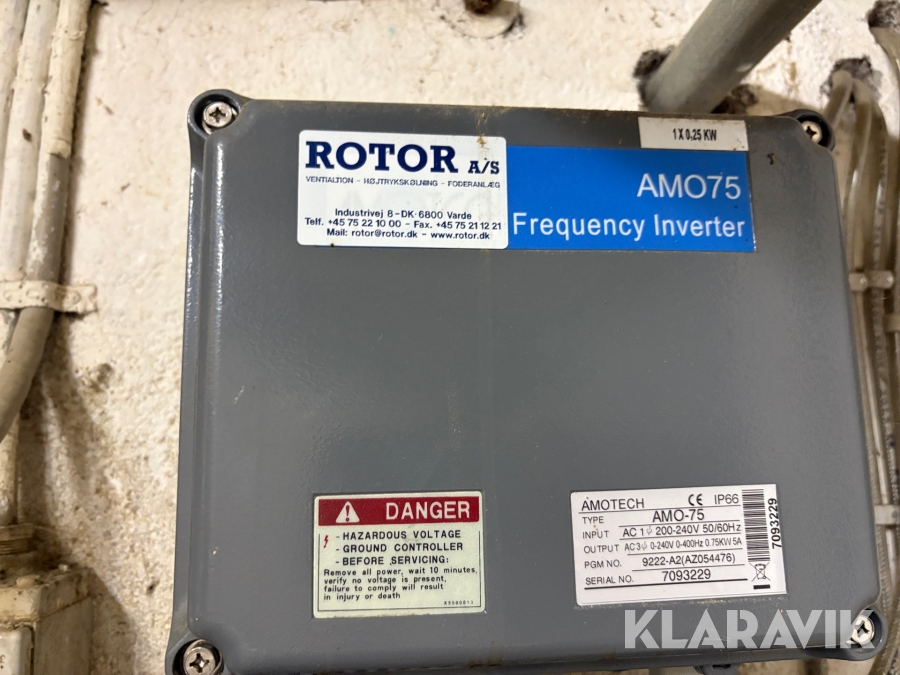 1 X 0,25 KW
ROTOR A/S
VENTIALTION - HØJTRYKSKØLNING - FODERANLÆG
Industrivej 8-DK-6800 Varde
Telf. +45 75 22 10 00 - Fax. +45 75 21 12 21
Mail: rotor@rotor.dk - www.rotor.dk
AMO75
Frequency Inverter
DANGER
- HAZARDOUS VOLTAGE
- GROUND CONTROLLER
- BEFORE SERVICING:
Remove all power, wait 10 minutes,
verify no voltage is present,
failure to comply will result
in injury or death
AMOTECH CE IP66
TYPE AMO-75
INPUT AC 1∮ 200-240V 50/60Hz
OUTPUT AC3∮ 0-240V 0-400Hz 0.75KW 5A
PGM NO. 9222-A2(AZ054476)
SERIAL NO. 7093229
7093229
KLARAVIK